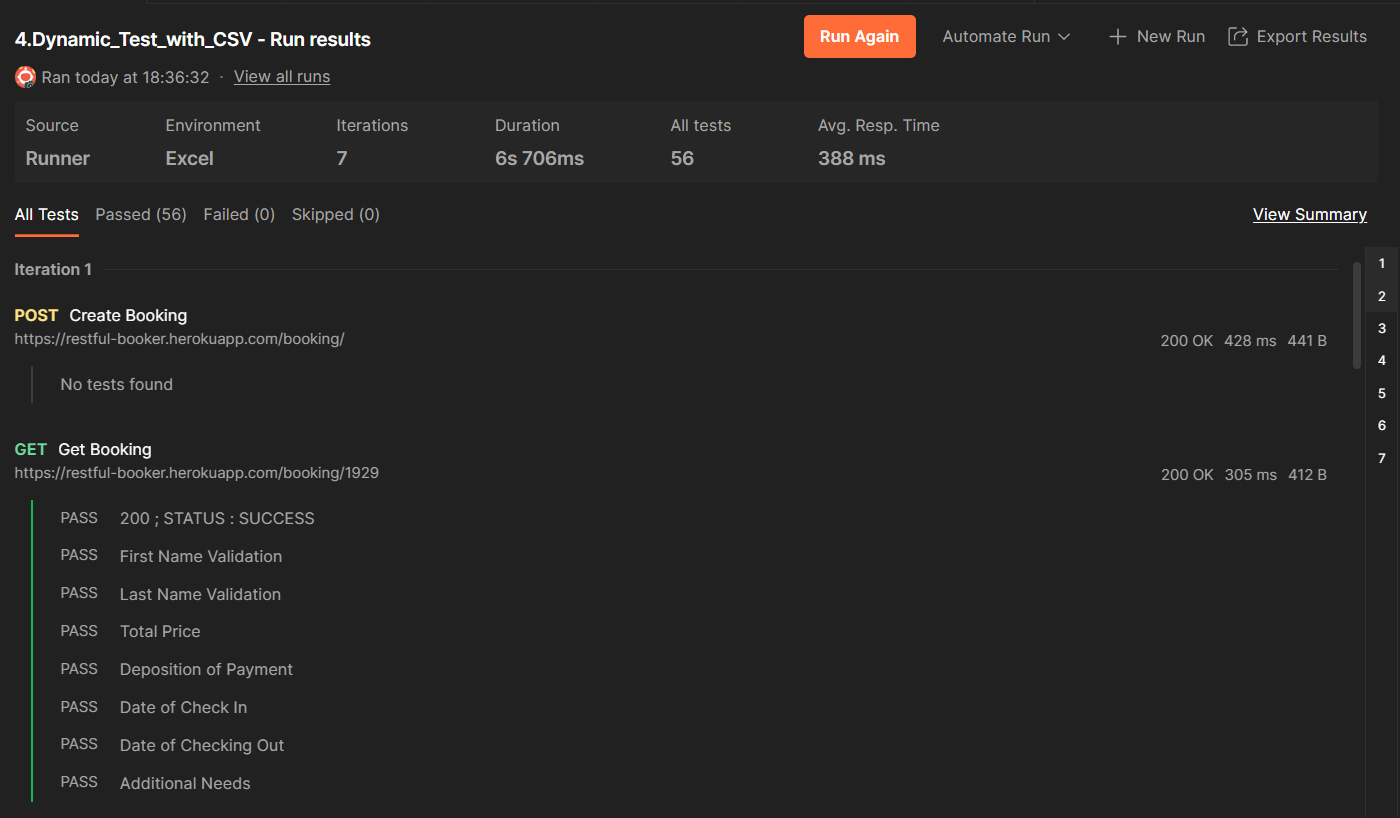 4.Dynamic_Test_with_CSV - Run results
Run Again Automate Run New Run Export Results
Ran today at 18:36:32 · View all runs
Source Environment Iterations Duration All tests Avg. Resp. Time
Runner Excel 7 6s 706ms 56 388 ms
All Tests Passed (56) Failed (0) Skipped (0) View Summary
Iteration 1
POST Create Booking
https://restful-booker.herokuapp.com/booking/
200 OK 428 ms 441 B
No tests found
GET Get Booking
https://restful-booker.herokuapp.com/booking/1929
200 OK 305 ms 412 B
PASS 200 ; STATUS : SUCCESS
PASS First Name Validation
PASS Last Name Validation
PASS Total Price
PASS Deposition of Payment
PASS Date of Check In
PASS Date of Checking Out
PASS Additional Needs
1
2
3
4
5
6
7